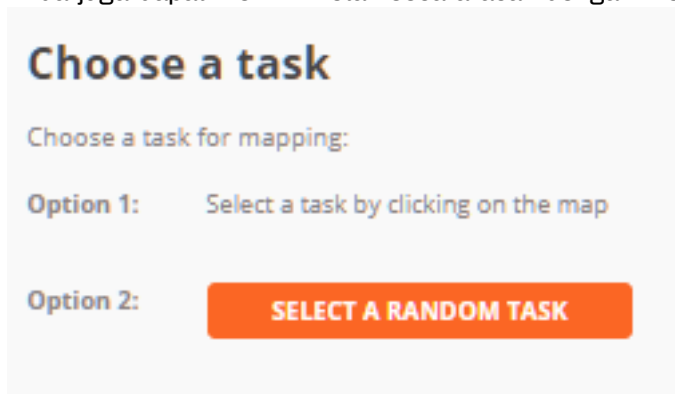 Choose a task
Choose a task for mapping:
Option 1: Select a task by clicking on the map
Option 2: SELECT A RANDOM TASK